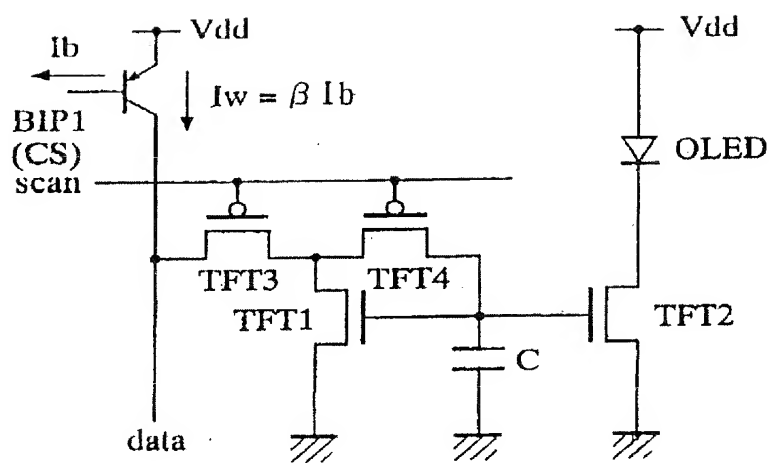 Vdd
Vdd
Ib
Iw = β Ib
BIP1
(CS)
OLED
scan
TFT3
TFT4
TFT1
TFT2
C
data